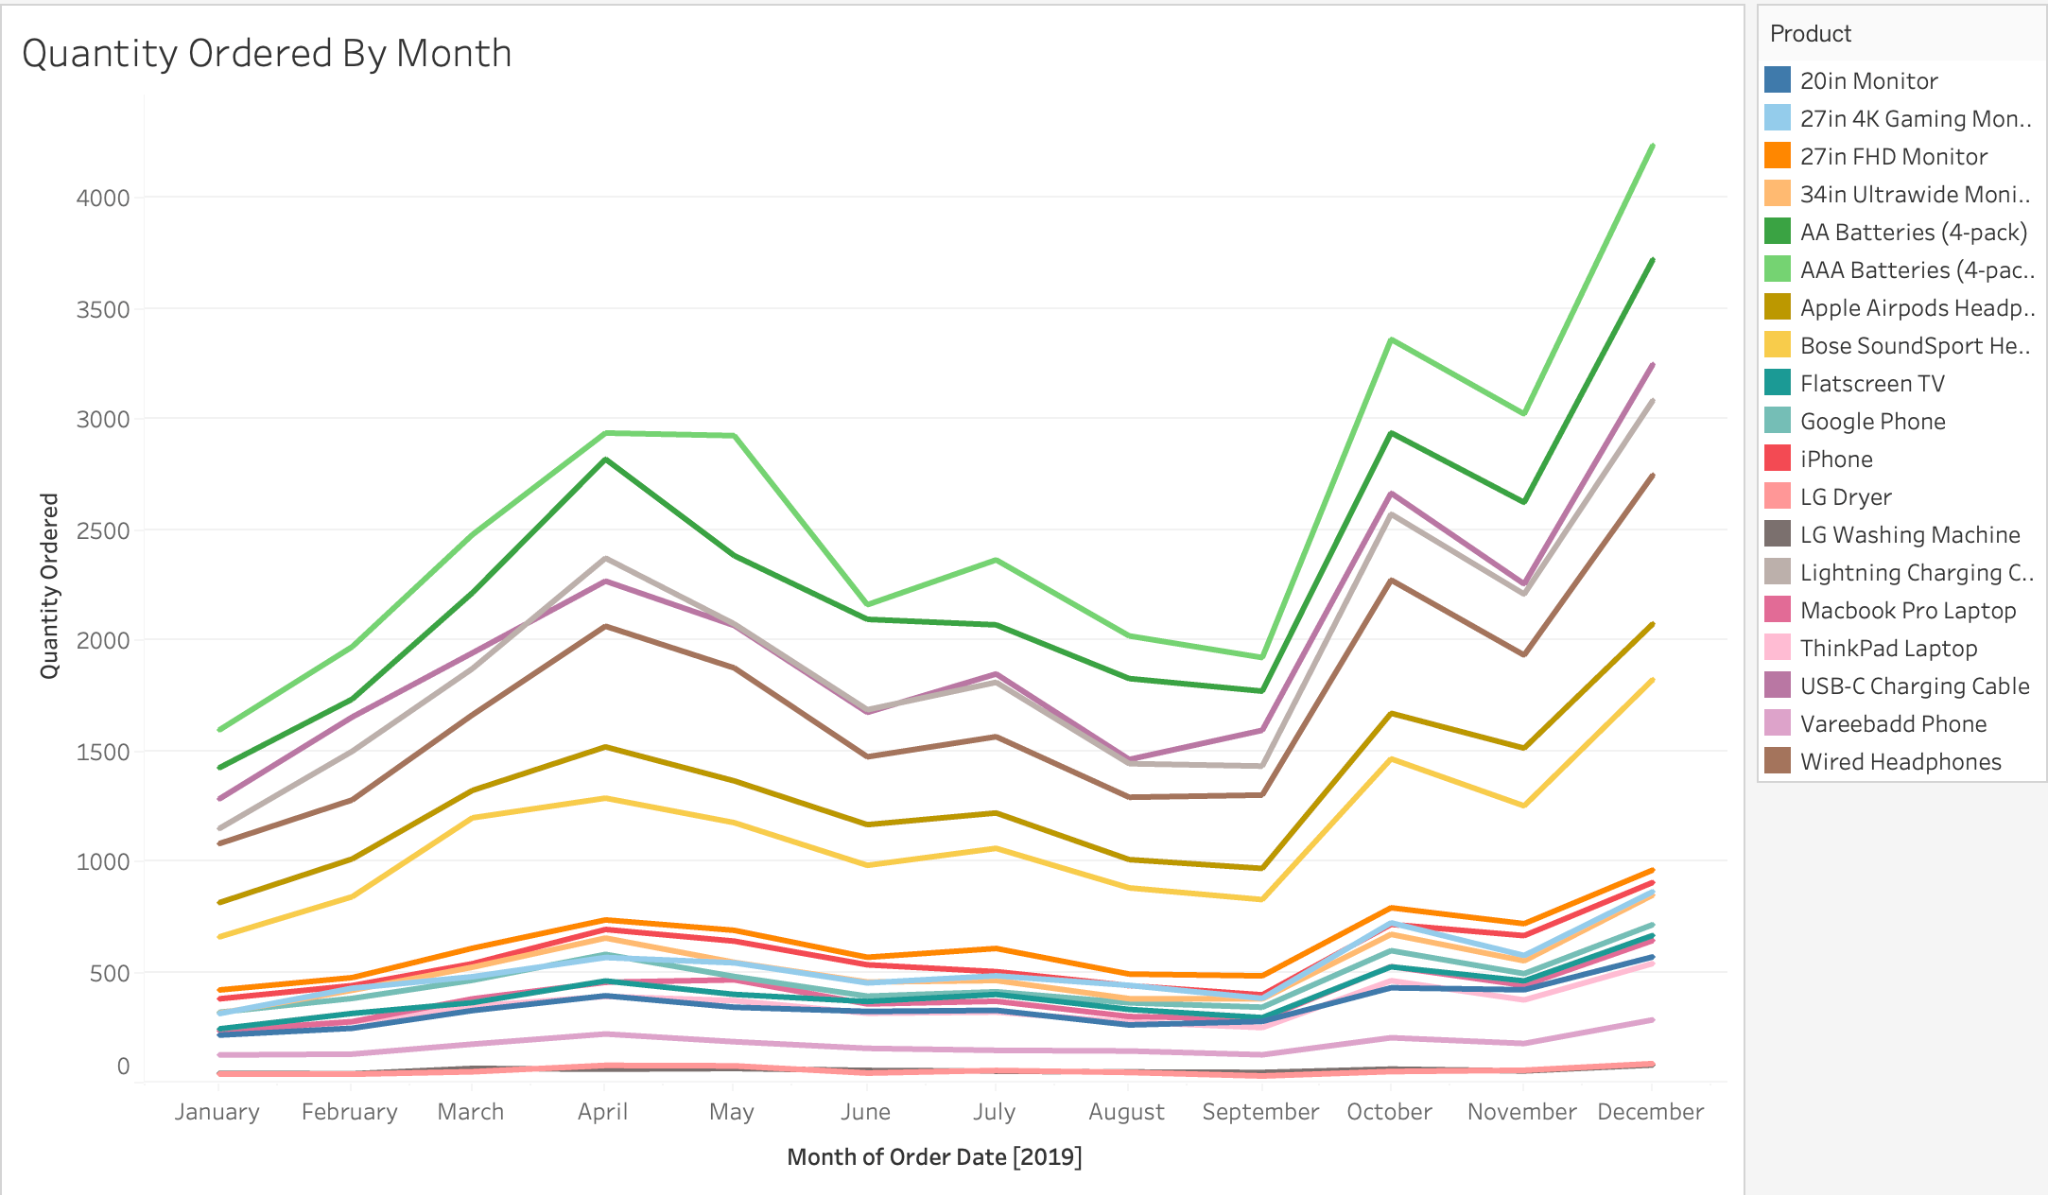 Quantity Ordered By Month
Quantity Ordered
4000
3500
3000
2500
2000
1500
1000
500
0
January February March April May June July August September October November December
Month of Order Date [2019]
Product
20in Monitor
27in 4K Gaming Mon..
27in FHD Monitor
34in Ultrawide Moni..
AA Batteries (4-pack)
AAA Batteries (4-pac..
Apple Airpods Headp..
Bose SoundSport He..
Flatscreen TV
Google Phone
iPhone
LG Dryer
LG Washing Machine
Lightning Charging C..
Macbook Pro Laptop
ThinkPad Laptop
USB-C Charging Cable
Vareebadd Phone
Wired Headphones